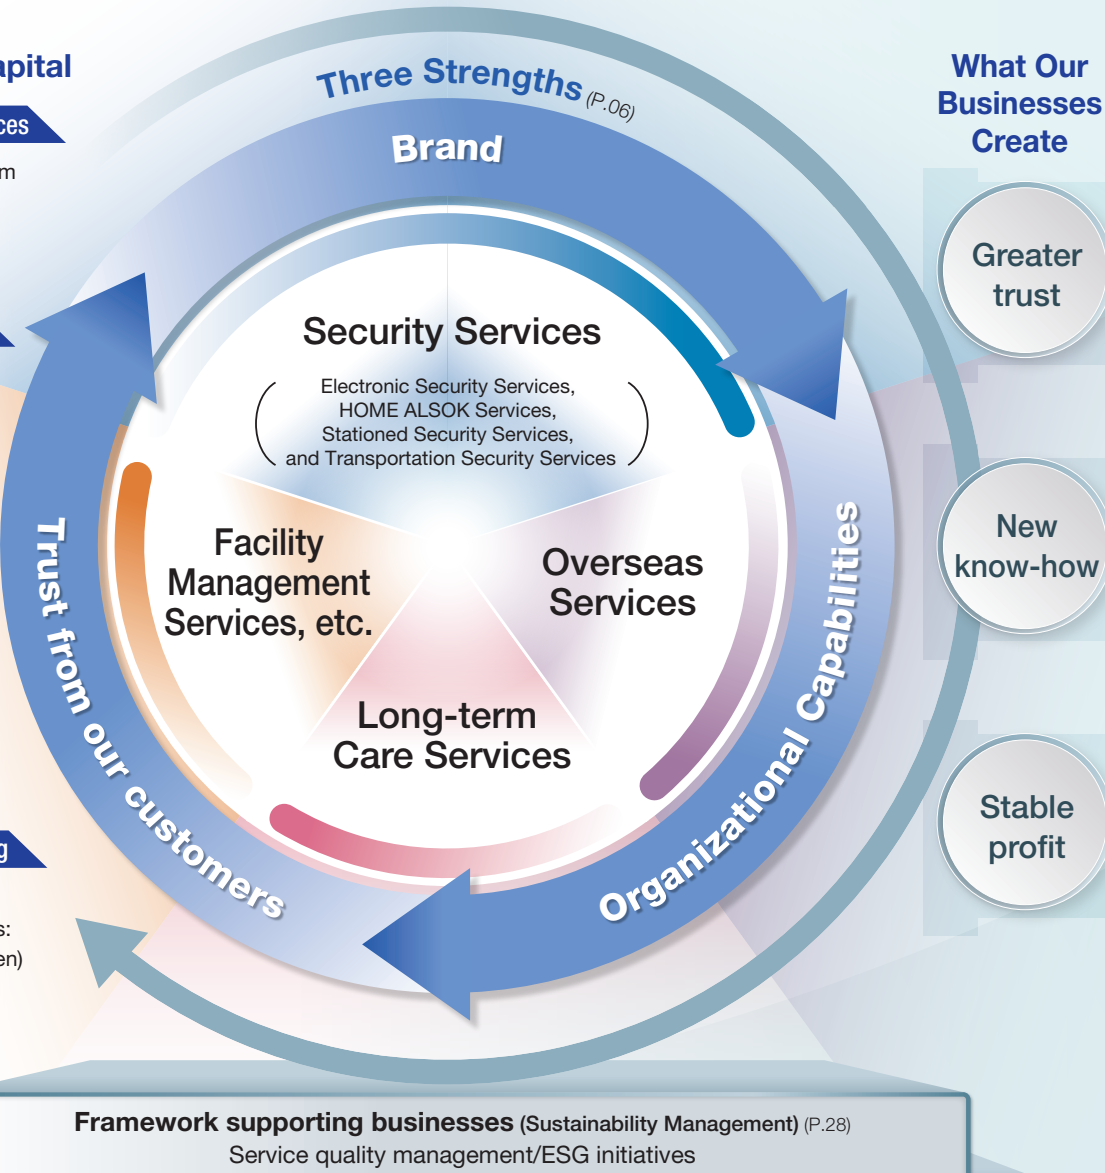 Three Strengths (P.06)
Brand
Organizational Capabilities
Trust from our customers
Security Services
Electronic Security Services,
HOME ALSOK Services,
Stationed Security Services,
and Transportation Security Services
Facility
Management
Services, etc.
Overseas
Services
Long-term
Care Services
What Our
Businesses
Create
Greater
trust
New
know-how
Stable
profit
Framework supporting businesses (Sustainability Management) (P.28)
Service quality management/ESG initiatives